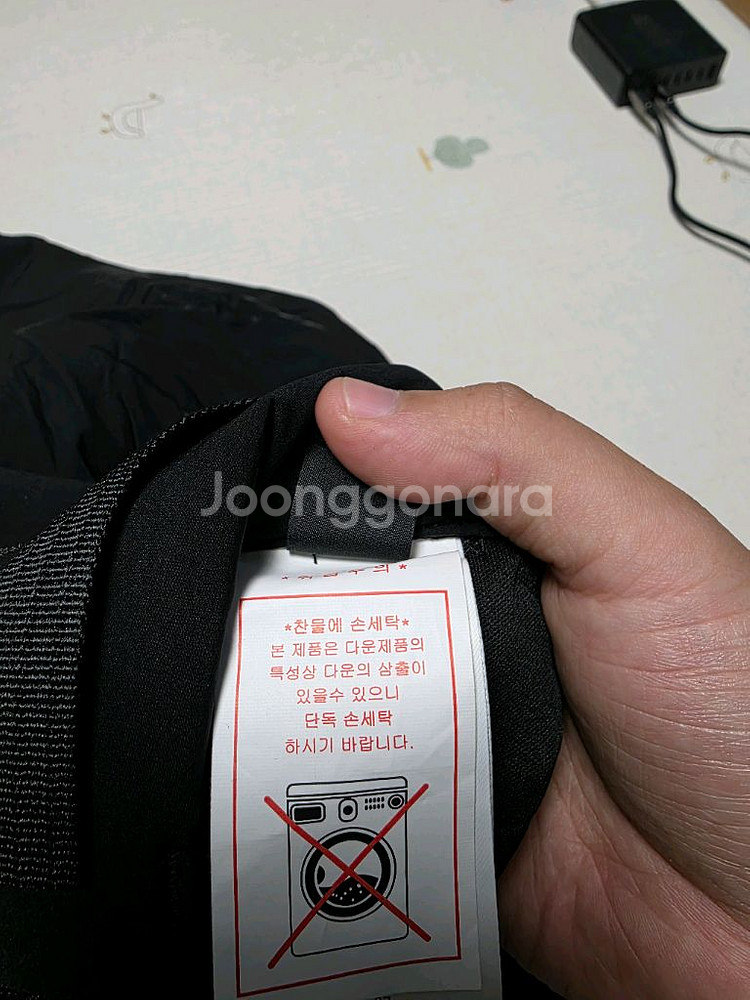 Joonggonara
*찬물에 손세탁*
본 제품은 다운제품의
특성상 다운의 삼출이
있을수 있으니
단독 손세탁
하시기 바랍니다.